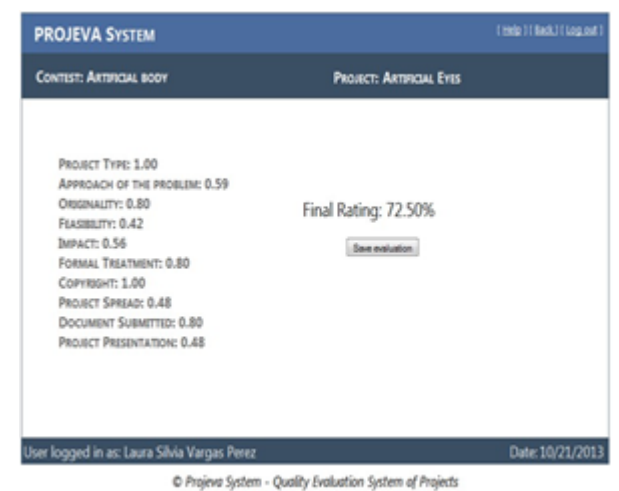 PROJEVA SYSTEM
[ Help ] [ Back ] [ Log out ]
CONTEST: ARTIFICIAL BODY
PROJECT: ARTIFICIAL EYES
PROJECT TYPE: 1.00
APPROACH OF THE PROBLEM: 0.59
ORIGINALITY: 0.80
FEASIBILITY: 0.42
IMPACT: 0.56
FORMAL TREATMENT: 0.80
COPYRIGHT: 1.00
PROJECT SPREAD: 0.48
DOCUMENT SUBMITTED: 0.80
PROJECT PRESENTATION: 0.48
Final Rating: 72.50%
Save evaluation
User logged in as: Laura Silvia Vargas Perez
Date: 10/21/2013
© Projeva System - Quality Evaluation System of Projects